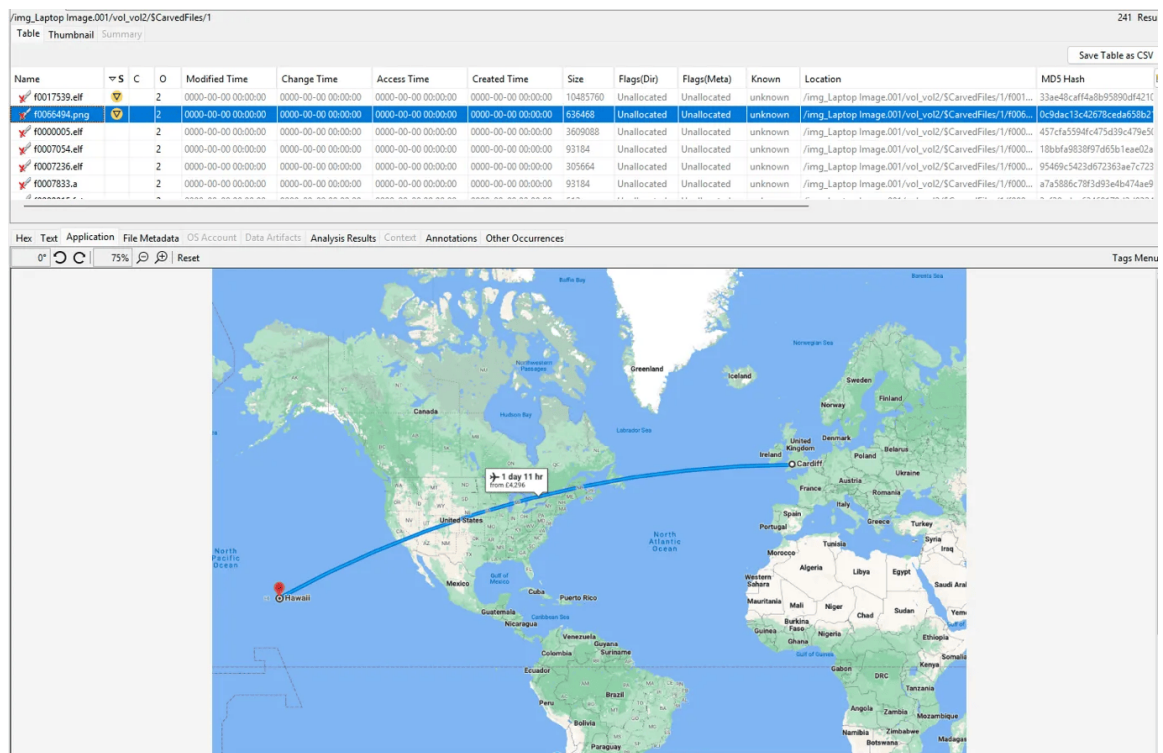 /img_Laptop Image.001/vol_vol2/$CarvedFiles/1 241 Resu
Table Thumbnail Summary
Save Table as CSV
Name S C O Modified Time Change Time Access Time Created Time Size Flags(Dir) Flags(Meta) Known Location MD5 Hash
f0017539.elf 2 0000-00-00 00:00:00 0000-00-00 00:00:00 0000-00-00 00:00:00 0000-00-00 00:00:00 10485760 Unallocated Unallocated unknown /img_Laptop Image.001/vol_vol2/$CarvedFiles/1/f001... 33ae48caff4a8b95890df4210
f0066494.png 2 0000-00-00 00:00:00 0000-00-00 00:00:00 0000-00-00 00:00:00 0000-00-00 00:00:00 636468 Unallocated Unallocated unknown /img_Laptop Image.001/vol_vol2/$CarvedFiles/1/f006... 0c9dac13c42678ceda658b2
f0000005.elf 2 0000-00-00 00:00:00 0000-00-00 00:00:00 0000-00-00 00:00:00 0000-00-00 00:00:00 3609088 Unallocated Unallocated unknown /img_Laptop Image.001/vol_vol2/$CarvedFiles/1/f000... 457cfa5594fc475d39c479e50
f0007054.elf 2 0000-00-00 00:00:00 0000-00-00 00:00:00 0000-00-00 00:00:00 0000-00-00 00:00:00 93184 Unallocated Unallocated unknown /img_Laptop Image.001/vol_vol2/$CarvedFiles/1/f000... 18bbfa9838f97d65b1eae02a
f0007236.elf 2 0000-00-00 00:00:00 0000-00-00 00:00:00 0000-00-00 00:00:00 0000-00-00 00:00:00 305664 Unallocated Unallocated unknown /img_Laptop Image.001/vol_vol2/$CarvedFiles/1/f000... 95469c5423d672363ae7c723
f0007833.a 2 0000-00-00 00:00:00 0000-00-00 00:00:00 0000-00-00 00:00:00 0000-00-00 00:00:00 93184 Unallocated Unallocated unknown /img_Laptop Image.001/vol_vol2/$CarvedFiles/1/f000... a7a5886c78f3d93e4b474ae9
Hex Text Application File Metadata OS Account Data Artifacts Analysis Results Context Annotations Other Occurrences
0° 75% Reset Tags Menu
Baffin Bay
Barents Sea
Norwegian Sea
Northwestern Passages
Greenland
Iceland
Sweden
Finland
Norway
Canada
Hudson Bay
Labrador Sea
United Kingdom
Denmark
Ireland
Cardiff
Poland
Belarus
Ukraine
1 day 11 hr
from £4,296
France
Austria
Romania
Italy
Spain
Portugal
Greece
Turkey
United States
North Pacific Ocean
North Atlantic Ocean
Syria
Iraq
Tunisia
Morocco
Algeria
Libya
Egypt
Saudi Aral
Western Sahara
Gulf of Mexico
Mexico
Cuba
Puerto Rico
Hawaii
Mauritania
Mali
Niger
Chad
Sudan
Yem
Guatemala
Caribbean Sea
Nicaragua
Burkina Faso
Guinea
Ghana
Nigeria
Ethiopia
Venezuela
Guyana
Colombia
Suriname
Gulf of Guinea
Somalia
Gabon
Kenya
DRC
Ecuador
Tanzania
Peru
Brazil
Angola
Zambia
Mozambique
Bolivia
Namibia
Zimbabwe
Botswana
Madagas
Paraguay